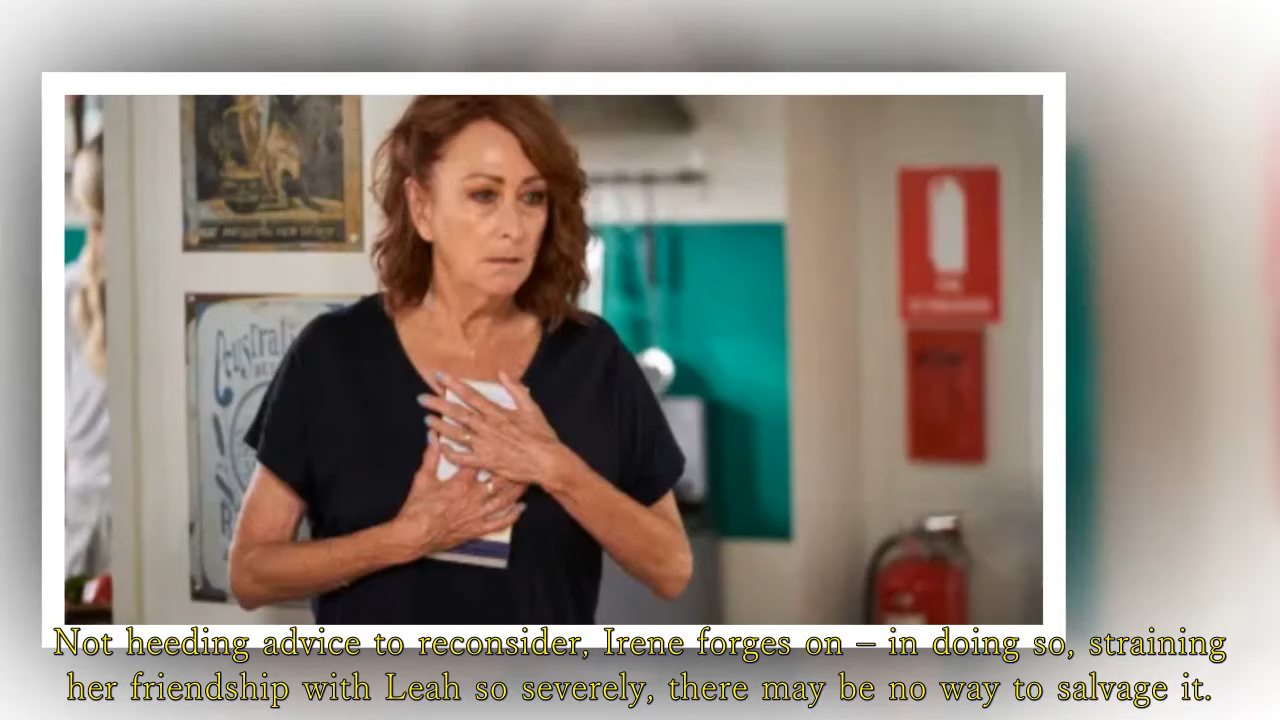 Australia
Not heeding advice to reconsider, Irene forges on – in doing so, straining
her friendship with Leah so severely, there may be no way to salvage it.